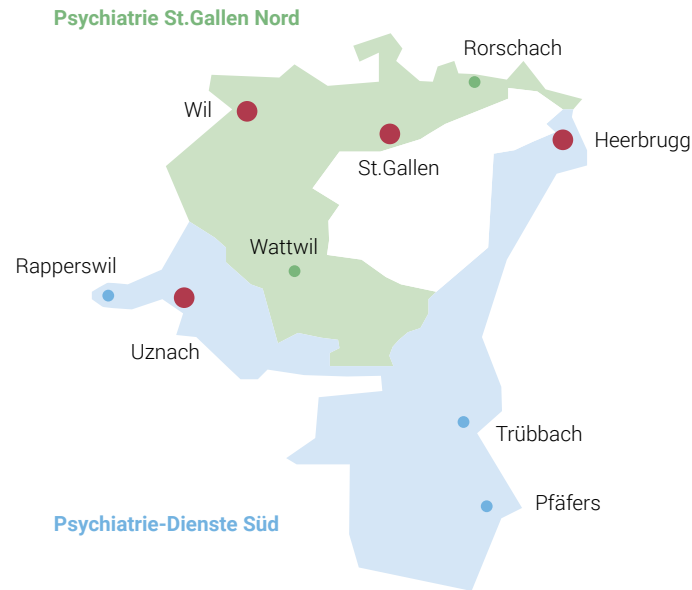 Psychiatrie St.Gallen Nord
Rorschach
Wil
Heerbrugg
St.Gallen
Wattwil
Rapperswil
Uznach
Trübbach
Pfäfers
Psychiatrie-Dienste Süd